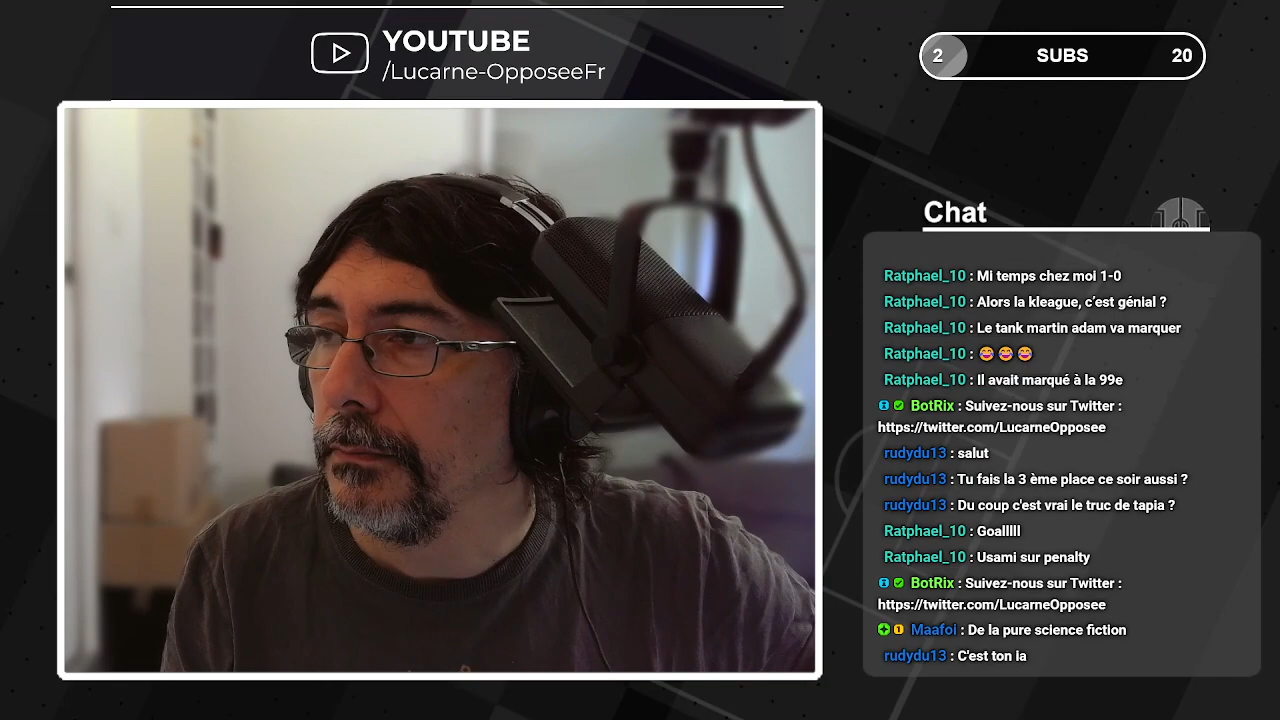 YOUTUBE
/Lucarne-OpposeeFr
2 SUBS 20
Chat
Ratphael_10 : Mi temps chez moi 1-0
Ratphael_10 : Alors la kleague, c'est génial ?
Ratphael_10 : Le tank martin adam va marquer
Ratphael_10 : 😂 😂 😂
Ratphael_10 : Il avait marqué à la 99e
BotRix : Suivez-nous sur Twitter :
https://twitter.com/LucarneOpposee
rudydu13 : salut
rudydu13 : Tu fais la 3 ème place ce soir aussi ?
rudydu13 : Du coup c'est vrai le truc de tapia ?
Ratphael_10 : Goalllll
Ratphael_10 : Usami sur penalty
BotRix : Suivez-nous sur Twitter :
https://twitter.com/LucarneOpposee
1 Maafoi : De la pure science fiction
rudydu13 : C'est ton ia